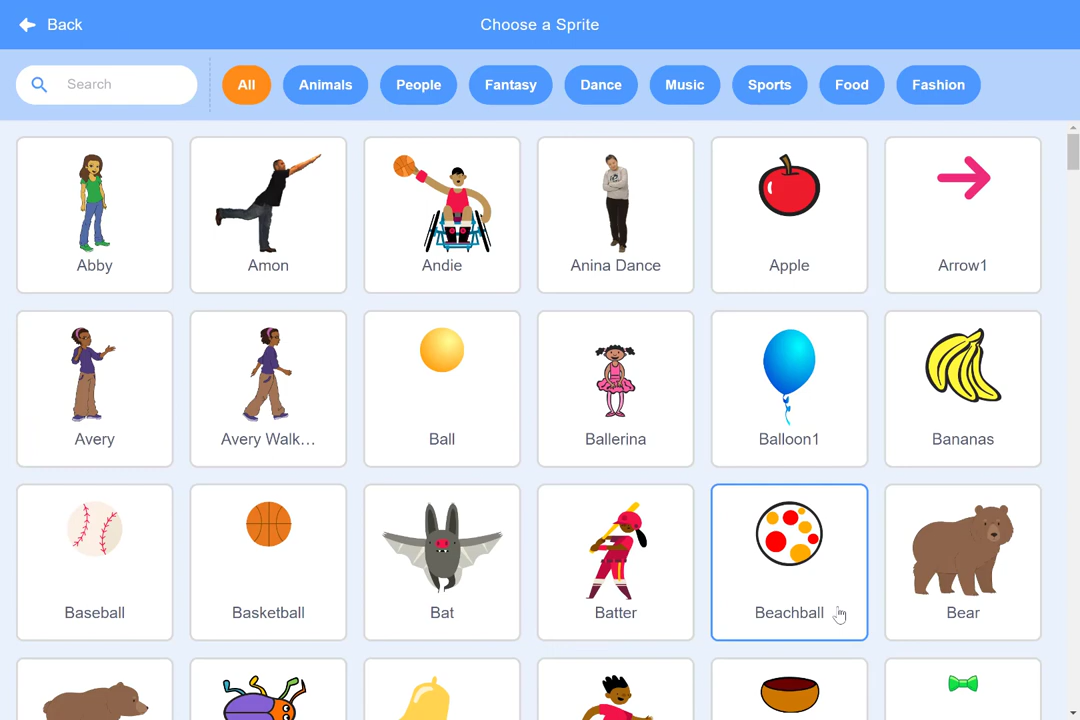 Back
Choose a Sprite
Search
All
Animals
People
Fantasy
Dance
Music
Sports
Food
Fashion
Abby
Amon
Andie
Anina Dance
Apple
Arrow1
Avery
Avery Walk...
Ball
Ballerina
Balloon1
Bananas
Baseball
Basketball
Bat
Batter
Beachball
Bear